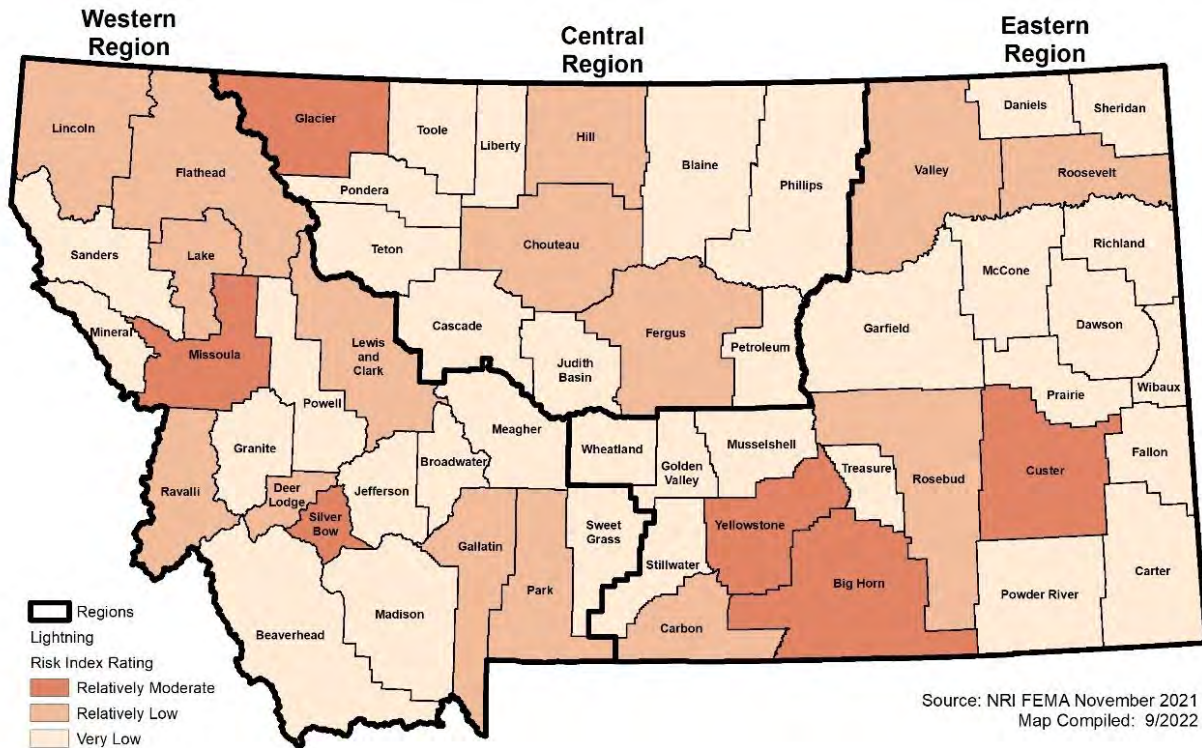 Western
Region
Central
Region
Eastern
Region
Lincoln
Flathead
Glacier
Toole
Liberty
Hill
Blaine
Phillips
Valley
Daniels
Sheridan
Roosevelt
Pondera
Teton
Chouteau
Sanders
Lake
Mineral
Missoula
Lewis
and
Clark
Cascade
Judith
Basin
Fergus
Petroleum
Garfield
McCone
Richland
Dawson
Prairie
Wibaux
Powell
Granite
Ravalli
Deer
Lodge
Silver
Bow
Jefferson
Broadwater
Meagher
Wheatland
Golden
Valley
Musselshell
Treasure
Rosebud
Custer
Fallon
Yellowstone
Sweet
Grass
Stillwater
Gallatin
Park
Big Horn
Carbon
Powder River
Carter
Beaverhead
Madison
Regions
Lightning
Risk Index Rating
Relatively Moderate
Relatively Low
Very Low
Source: NRI FEMA November 2021
Map Compiled: 9/2022